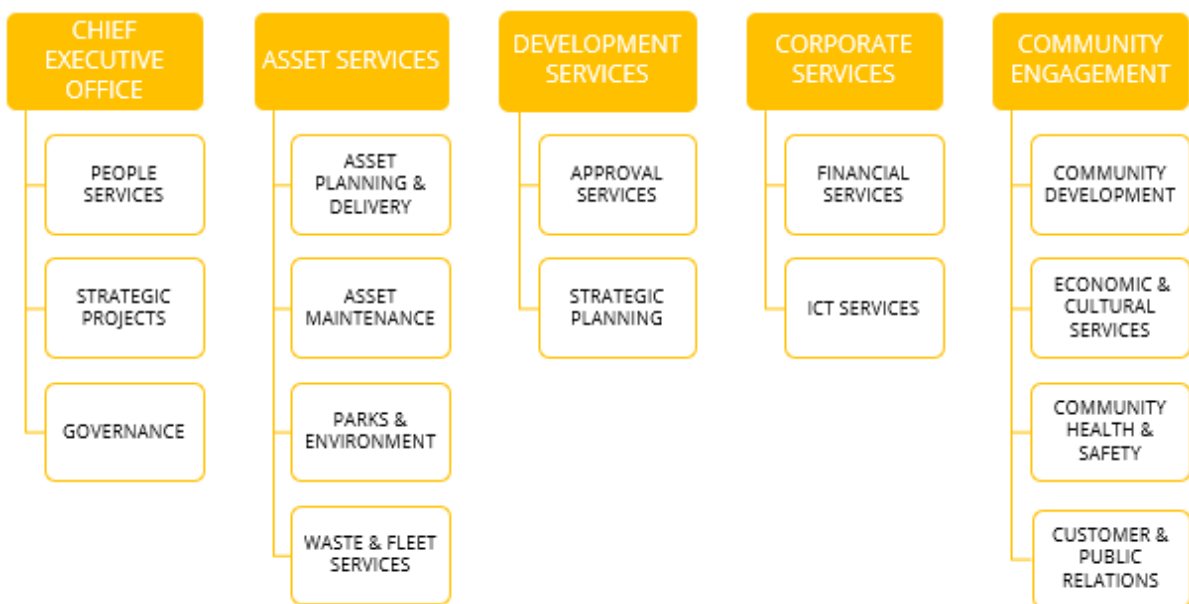 CHIEF
EXECUTIVE
OFFICE
PEOPLE
SERVICES
STRATEGIC
PROJECTS
GOVERNANCE
ASSET SERVICES
ASSET
PLANNING &
DELIVERY
ASSET
MAINTENANCE
PARKS &
ENVIRONMENT
WASTE & FLEET
SERVICES
DEVELOPMENT
SERVICES
APPROVAL
SERVICES
STRATEGIC
PLANNING
CORPORATE
SERVICES
FINANCIAL
SERVICES
ICT SERVICES
COMMUNITY
ENGAGEMENT
COMMUNITY
DEVELOPMENT
ECONOMIC &
CULTURAL
SERVICES
COMMUNITY
HEALTH &
SAFETY
CUSTOMER &
PUBLIC
RELATIONS